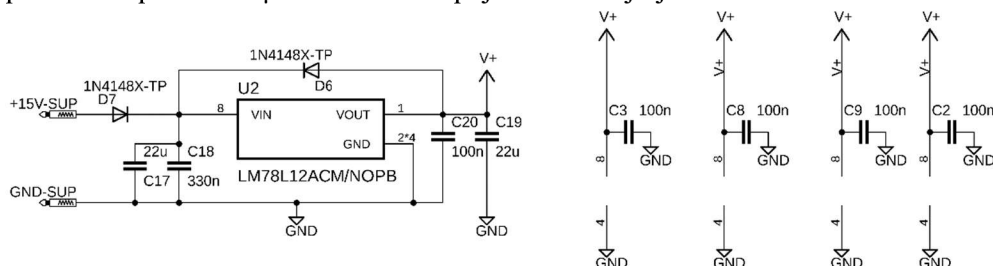 1N4148X-TP
D6
1N4148X-TP
D7
+15V-SUP
U2
8
VIN
VOUT
1
GND
2*4
LM78L12ACM/NOPB
V+
22u
C17
C18
330n
C20
100n
C19
22u
GND-SUP
GND
GND
V+
C3
100n
GND
8
4
GND
V+
V+
C8
100n
GND
8
4
GND
V+
V+
C9
100n
GND
8
4
GND
V+
V+
C2
100n
GND
8
4
GND